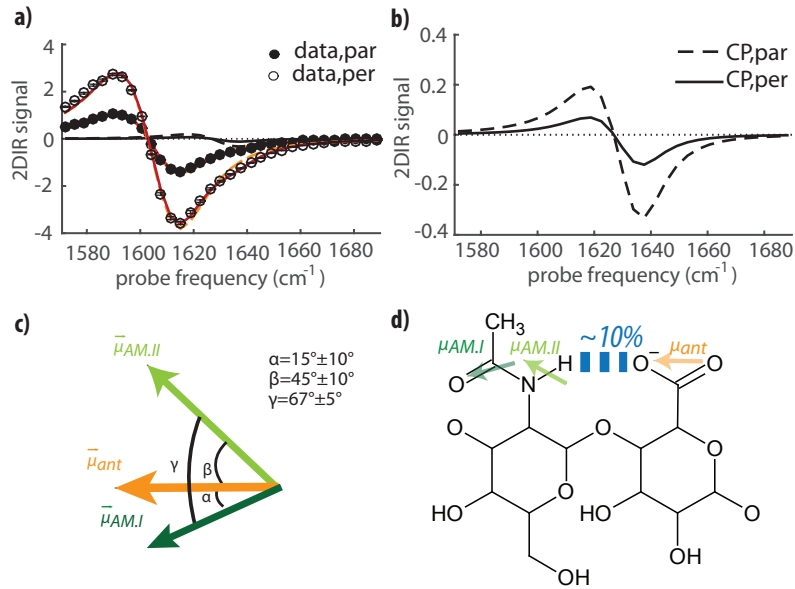 a)
data,par
data,per
2DIR signal
4
2
0
-2
-4
1580 1600 1620 1640 1660 1680
probe frequency (cm-1)
b)
CP,par
CP,per
2DIR signal
0.4
0.2
0
-0.2
-0.4
1580 1600 1620 1640 1660 1680
probe frequency (cm-1)
c)
μAM.II
α=15°±10°
β=45°±10°
γ=67°±5°
μant
γ
β
α
μAM.I
d)
CH3
~10%
μAM.I
μAM.II
H
O-
μant
O
O
N
O
O
O
O
HO
O
HO
O
OH
OH